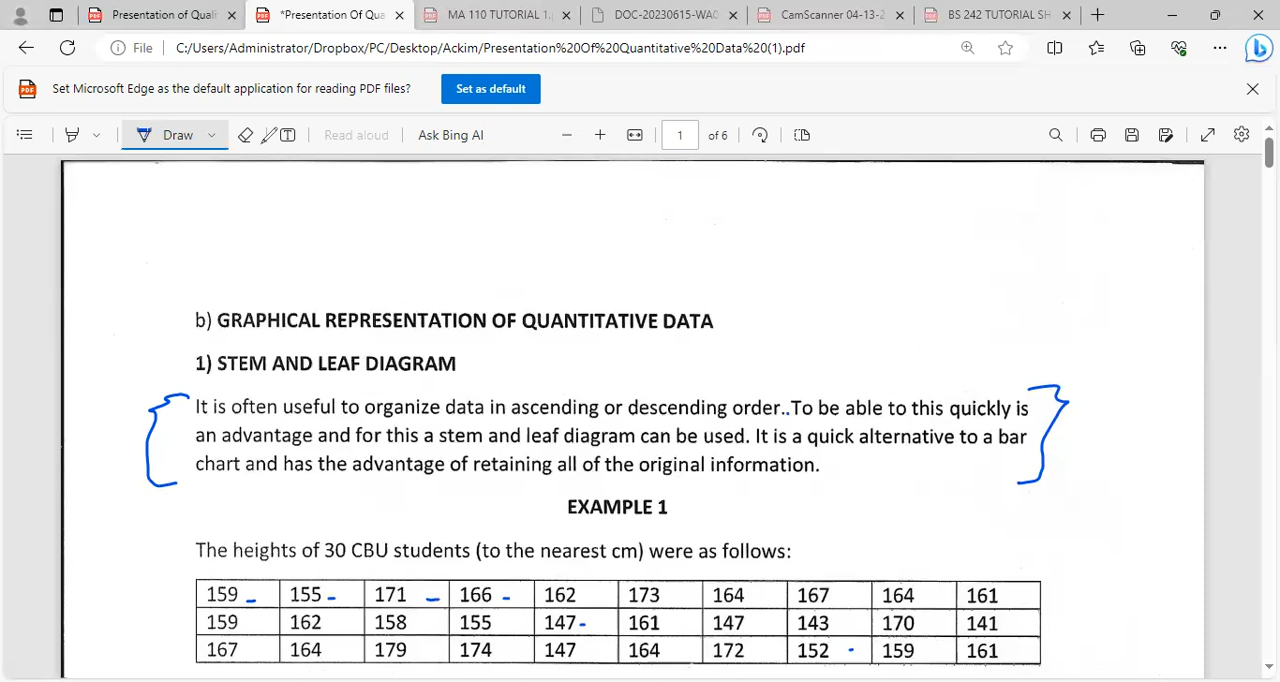 Presentation of Quali
*Presentation Of Qua
MA 110 TUTORIAL 1.
DOC-20230615-WA0
CamScanner 04-13-2
BS 242 TUTORIAL SH
File C:/Users/Administrator/Dropbox/PC/Desktop/Ackim/Presentation%20Of%20Quantitative%20Data%20(1).pdf
Set Microsoft Edge as the default application for reading PDF files? Set as default
Draw Read aloud Ask Bing AI 1 of 6
b) GRAPHICAL REPRESENTATION OF QUANTITATIVE DATA
1) STEM AND LEAF DIAGRAM
It is often useful to organize data in ascending or descending order..To be able to this quickly is
an advantage and for this a stem and leaf diagram can be used. It is a quick alternative to a bar
chart and has the advantage of retaining all of the original information.
EXAMPLE 1
The heights of 30 CBU students (to the nearest cm) were as follows:
159 155 171 166 162 173 164 167 164 161
159 162 158 155 147 161 147 143 170 141
167 164 179 174 147 164 172 152 159 161